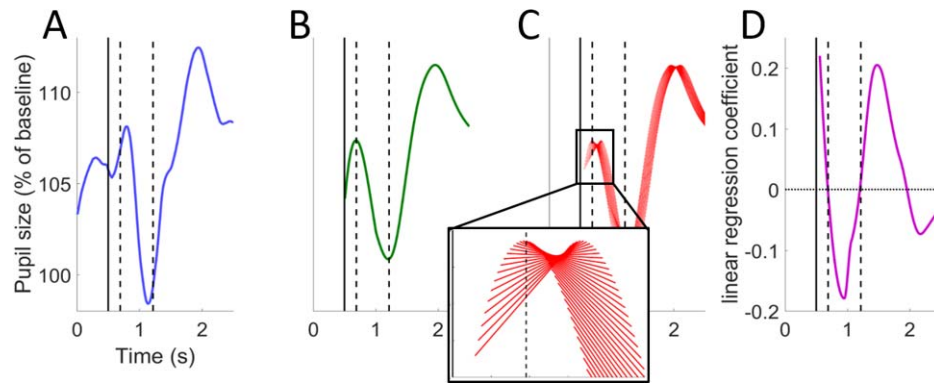 A
B
C
D
Pupil size (% of baseline)
110
105
100
0
1
2
Time (s)
0
1
2
0
2
linear regression coefficient
0.2
0.1
0
-0.1
-0.2
0
1
2